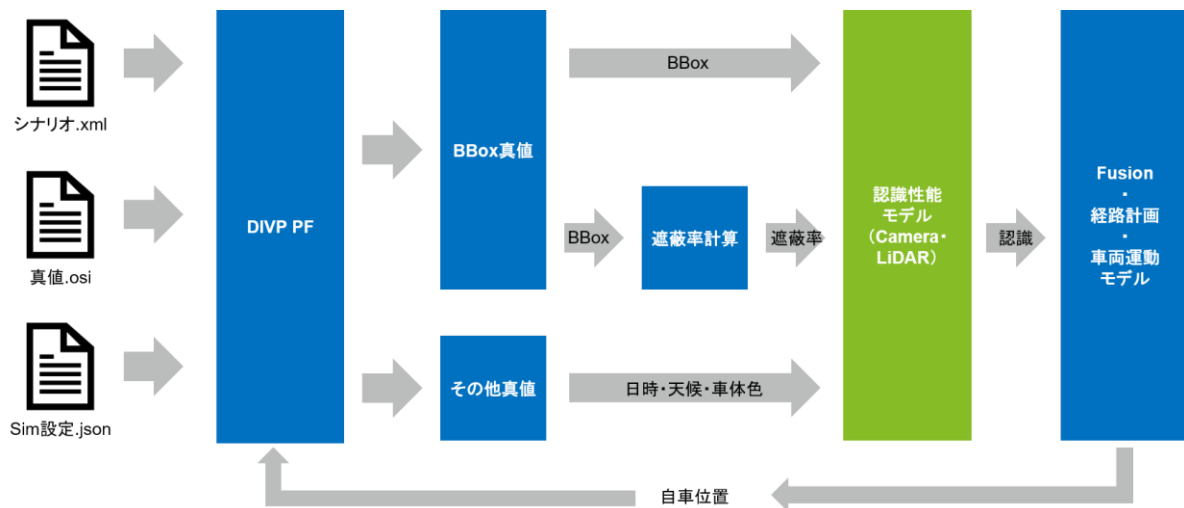 シナリオ.xml
真値.osi
Sim設定.json
DIVP PF
BBox真値
その他真値
BBox
BBox
遮蔽率計算
遮蔽率
日時・天候・車体色
認識性能
モデル
（Camera・
LiDAR）
認識
Fusion
・
経路計画
・
車両運動
モデル
自車位置